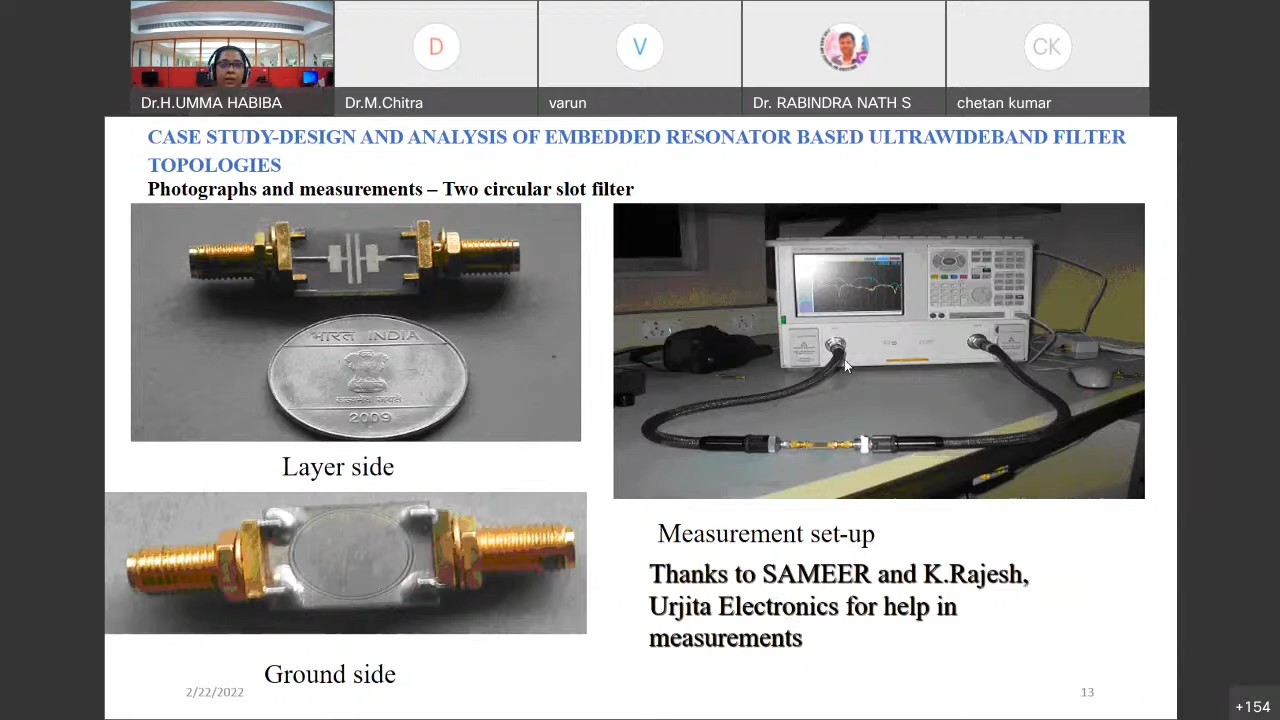 D
V
CK
Dr.H.UMMA HABIBA
Dr.M.Chitra
varun
Dr. RABINDRA NATH S
chetan kumar
CASE STUDY-DESIGN AND ANALYSIS OF EMBEDDED RESONATOR BASED ULTRAWIDEBAND FILTER
TOPOLOGIES
Photographs and measurements – Two circular slot filter
भारत INDIA
सत्यमेव जयते
2009
Layer side
Ground side
Measurement set-up
Thanks to SAMEER and K.Rajesh,
Urjita Electronics for help in
measurements
2/22/2022
13
+154